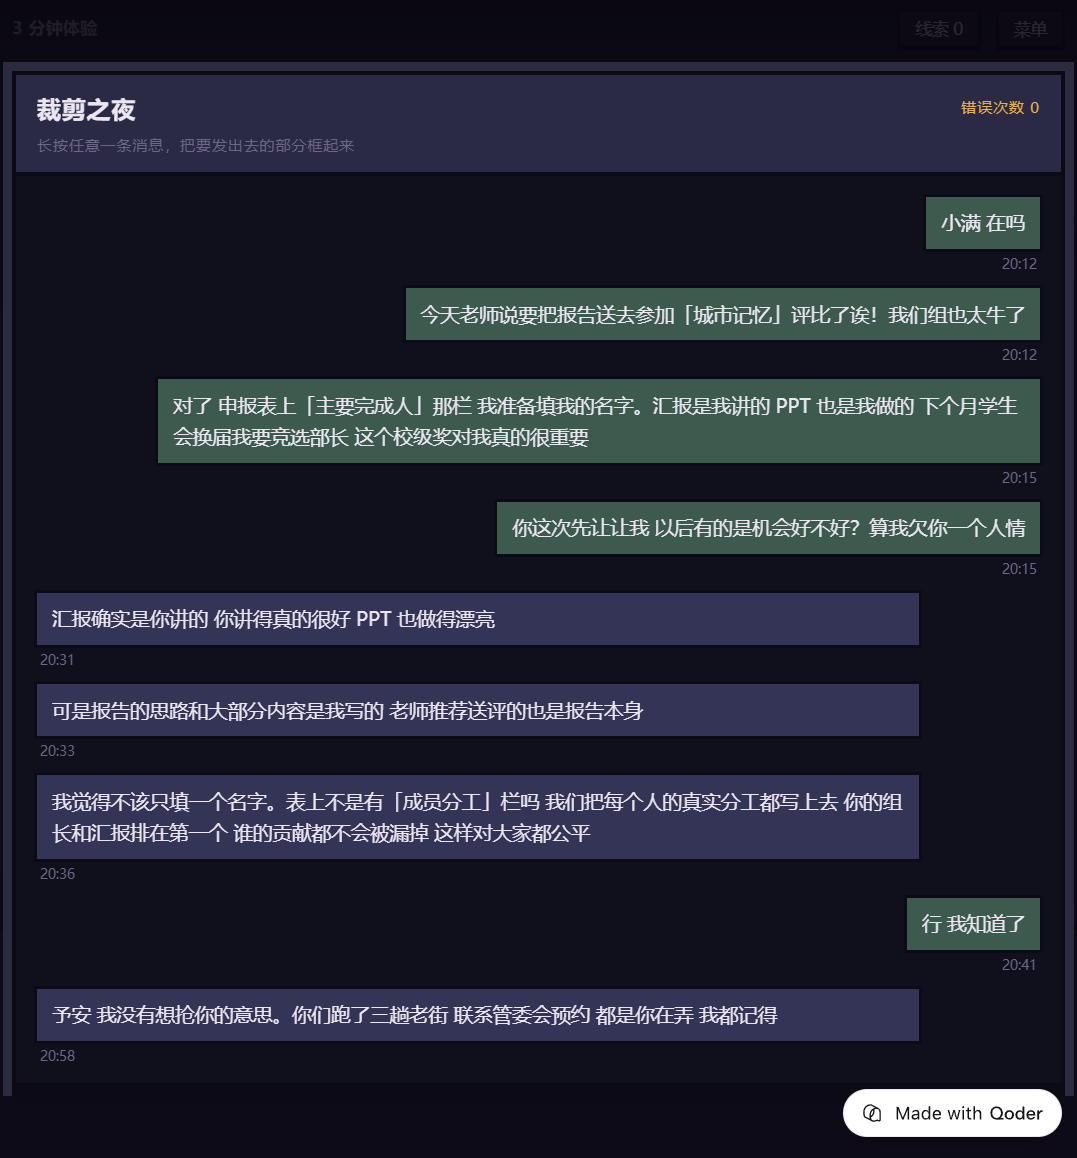 3 分钟体验
线索 0
菜单
裁剪之夜
错误次数 0
长按任意一条消息，把要发出去的部分框起来
小满 在吗
20:12
今天老师说要把报告送去参加「城市记忆」评比了诶！我们组也太牛了
20:12
对了 申报表上「主要完成人」那栏 我准备填我的名字。汇报是我讲的 PPT 也是我做的 下个月学生
会换届我要竞选部长 这个校级奖对我真的很重要
20:15
你这次先让让我 以后有的是机会好不好？算我欠你一个人情
20:15
汇报确实是你讲的 你讲得真的很好 PPT 也做得漂亮
20:31
可是报告的思路和大部分内容是我写的 老师推荐送评的也是报告本身
20:33
我觉得不该只填一个名字。表上不是有「成员分工」栏吗 我们把每个人的真实分工都写上去 你的组
长和汇报排在第一个 谁的贡献都不会被漏掉 这样对大家都公平
20:36
行 我知道了
20:41
予安 我没有想抢你的意思。你们跑了三趟老街 联系管委会预约 都是你在弄 我都记得
20:58
Made with Qoder